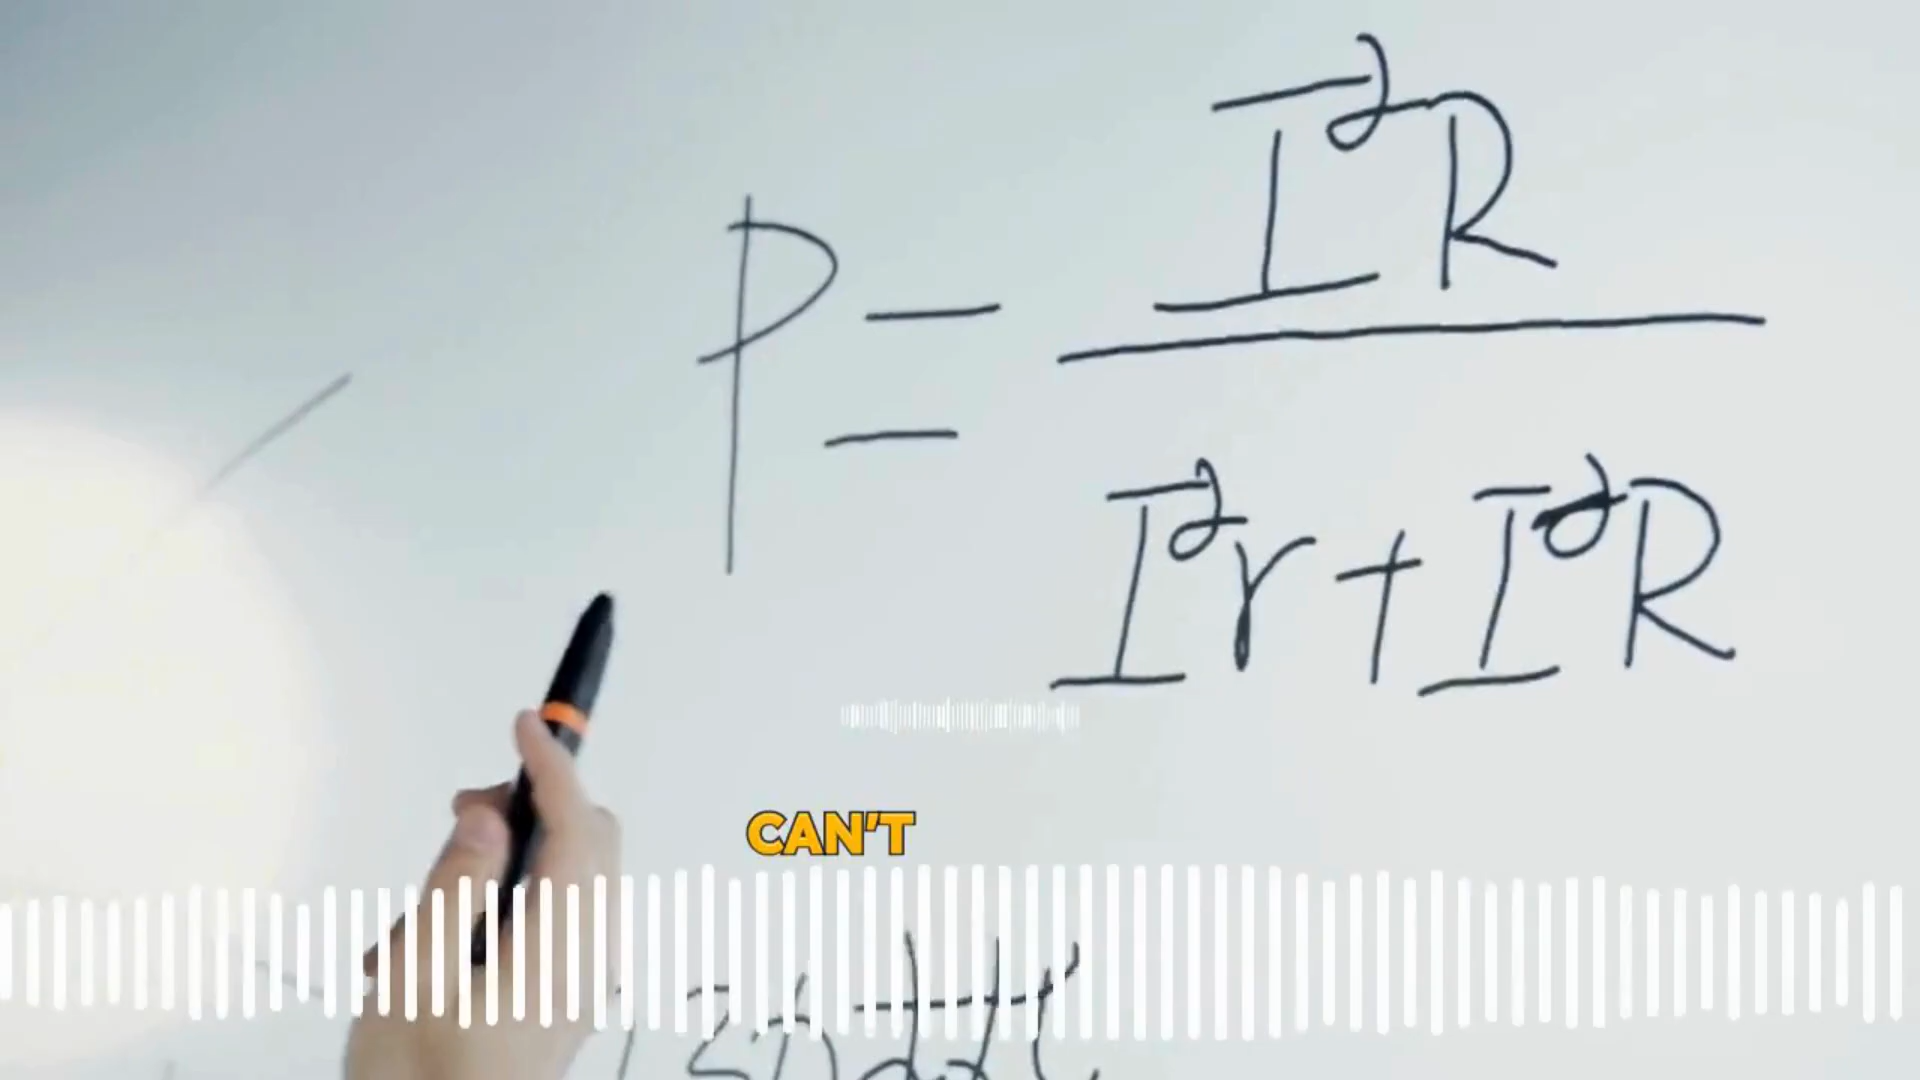 P = I²R / I²r + I²R
CAN'T